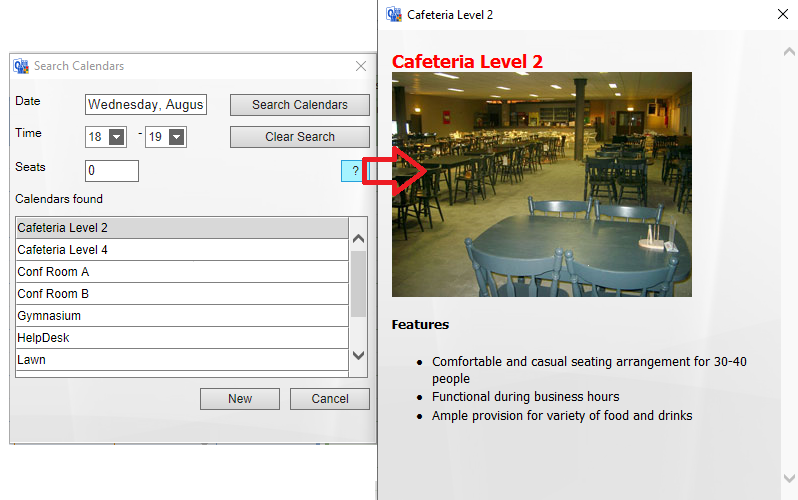 Search Calendars
Date
Wednesday, Augus
Search Calendars
Time
18
-
19
Clear Search
Seats
0
?
Calendars found
Cafeteria Level 2
Cafeteria Level 4
Conf Room A
Conf Room B
Gymnasium
HelpDesk
Lawn
New
Cancel
Cafeteria Level 2
Cafeteria Level 2
Features
• Comfortable and casual seating arrangement for 30-40
people
• Functional during business hours
• Ample provision for variety of food and drinks